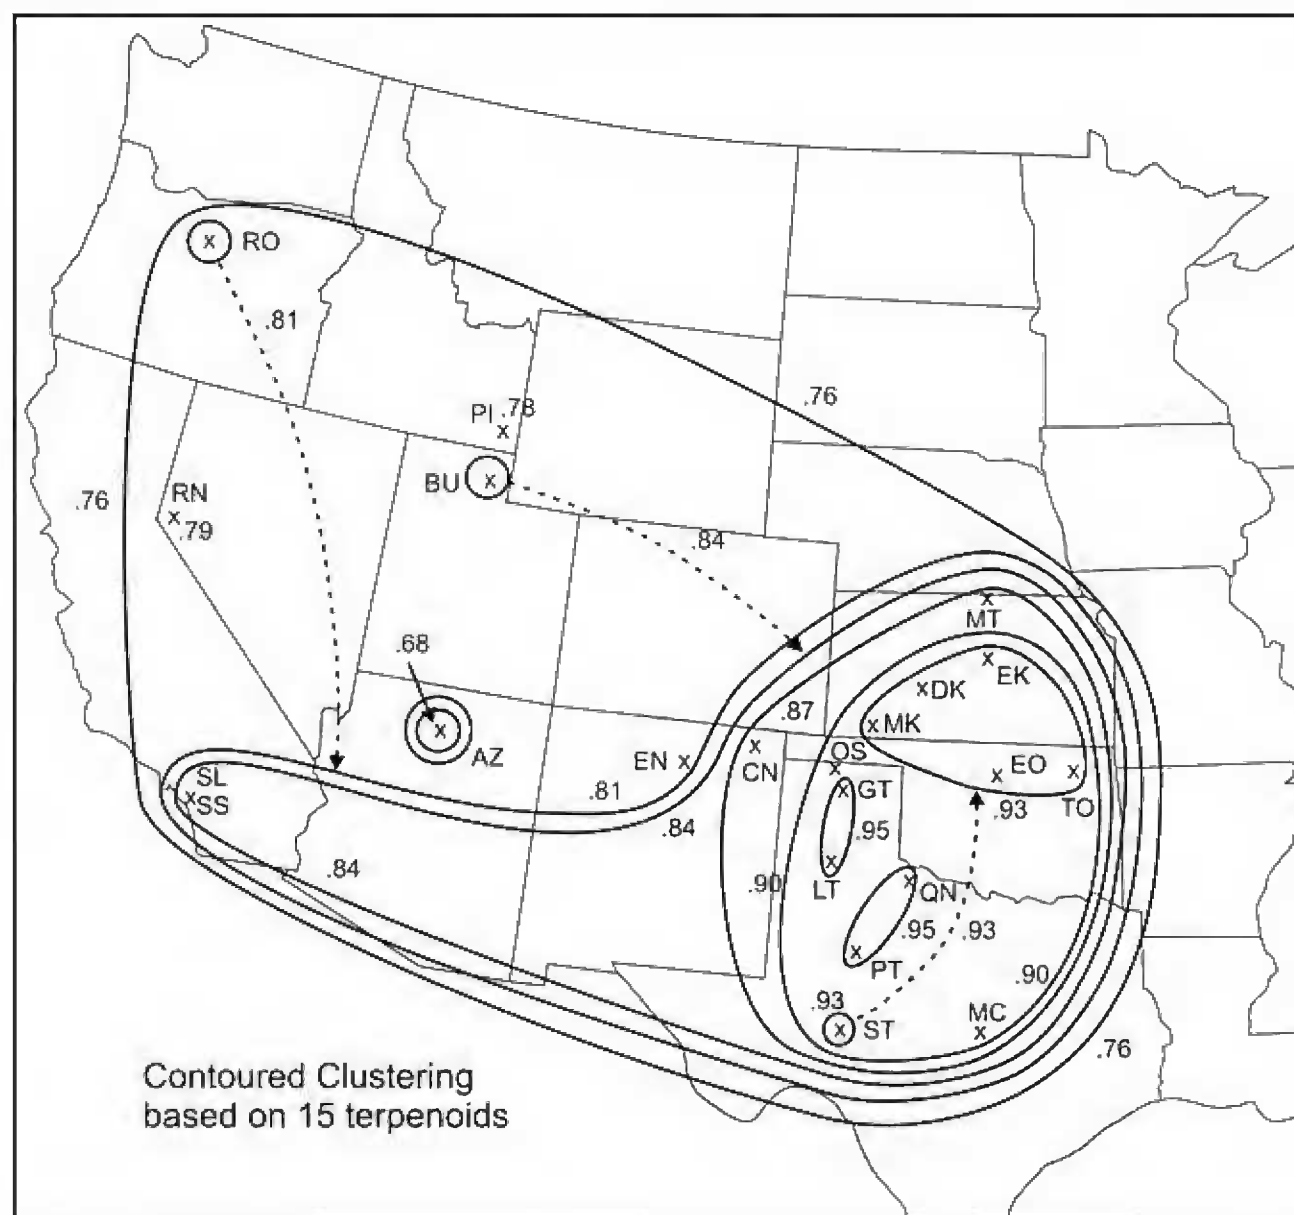 RO
.81
.76
PI .78
BU
.76
RN
.79
.84
MT
.68
EK
DK
.87
MK
AZ
EN
CN
OS
EO
SL
SS
.81
GT
.93
TO
.84
.95
.84
LT
.90
QN
.95
.93
PT
.90
.93
ST
MC
.76
Contoured Clustering
based on 15 terpenoids